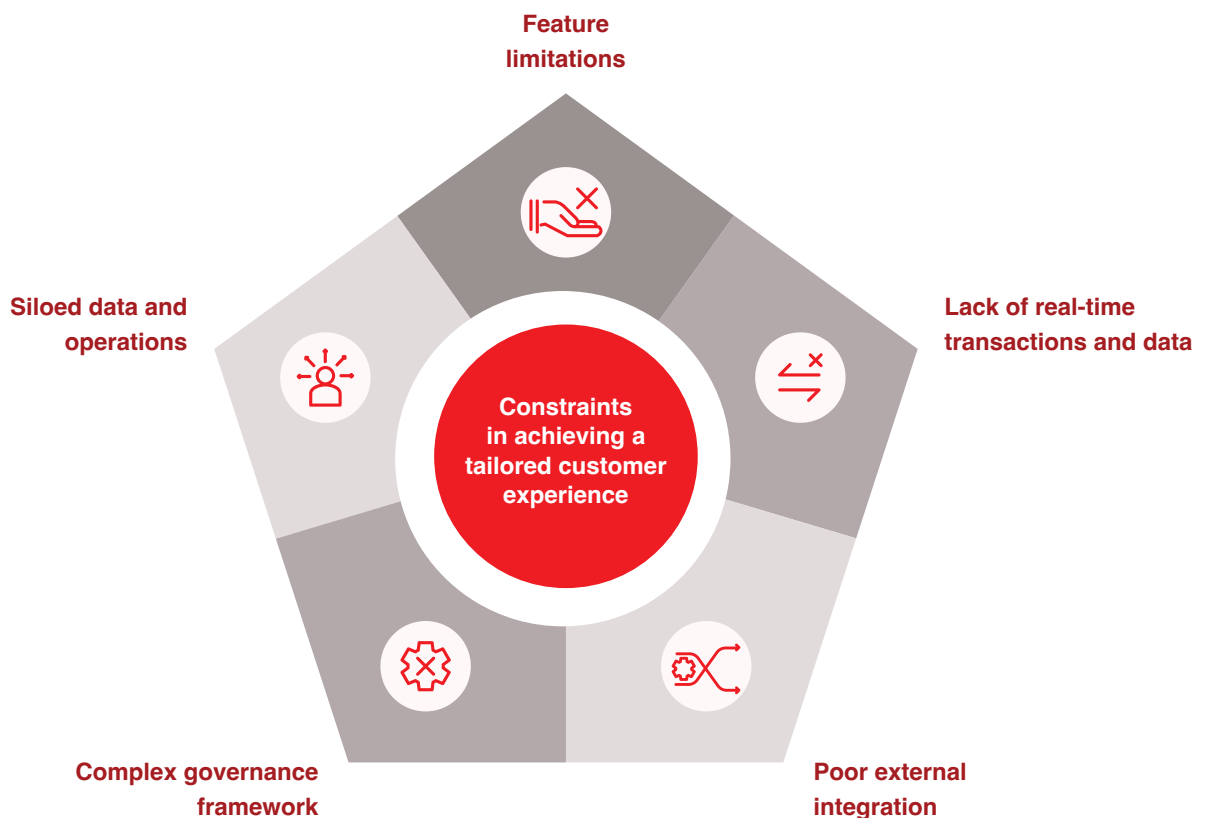 Feature
limitations
Siloed data and
operations
Lack of real-time
transactions and data
Constraints
in achieving a
tailored customer
experience
Complex governance
framework
Poor external
integration